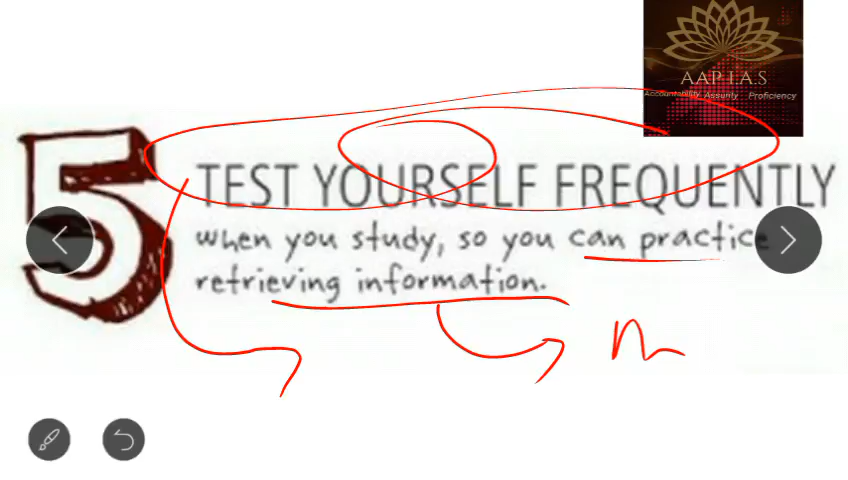 AAP I.A.S
Accountability Assurity Proficiency
5
TEST YOURSELF FREQUENTLY
when you study, so you can practice
retrieving information.